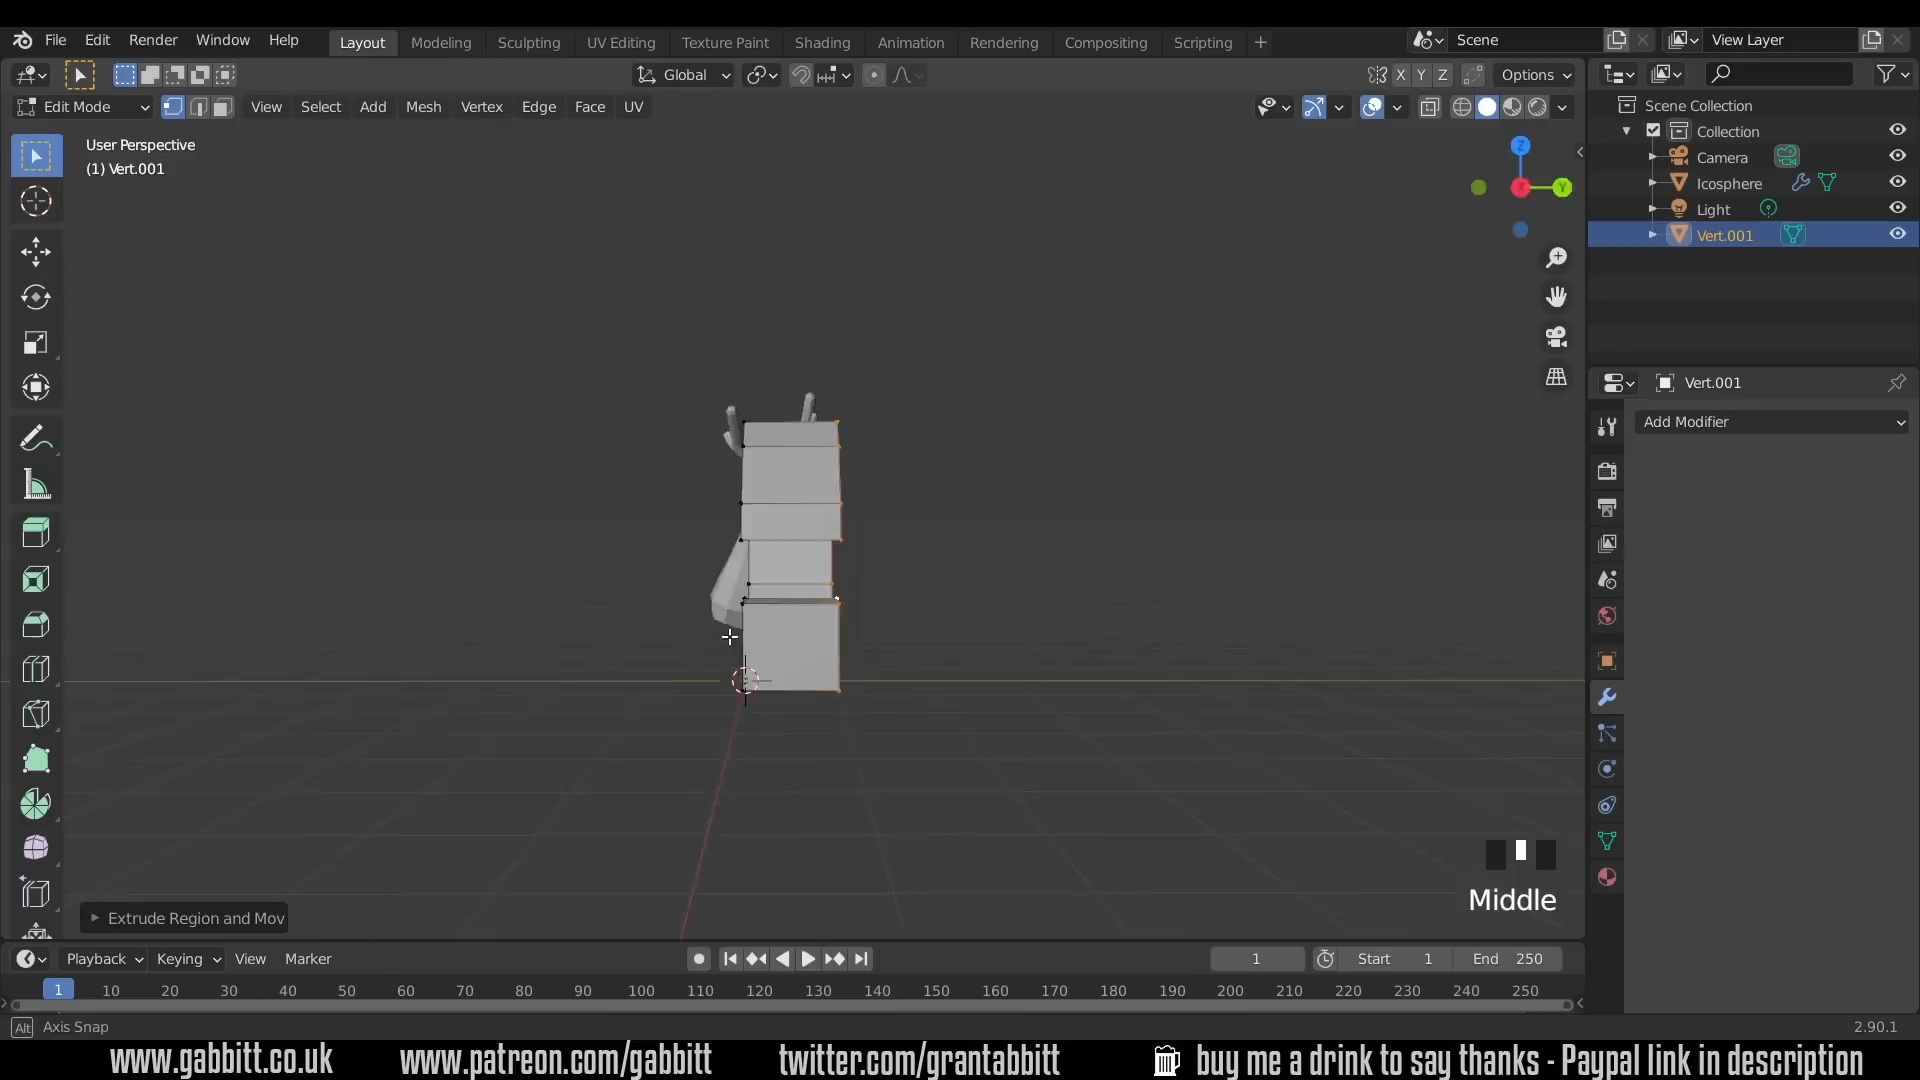 File Edit Render Window Help Layout Modeling Sculpting UV Editing Texture Paint Shading Animation Rendering Compositing Scripting + Scene View Layer
Global X Y Z Options
Edit Mode View Select Add Mesh Vertex Edge Face UV
User Perspective
(1) Vert.001
Z
X
Y
Scene Collection
Collection
Camera
Icosphere
Light
Vert.001
Vert.001
Add Modifier
Middle
Extrude Region and Mov
Playback Keying View Marker 1 Start 1 End 250
1 10 20 30 40 50 60 70 80 90 100 110 120 130 140 150 160 170 180 190 200 210 220 230 240 250
Alt Axis Snap 2.90.1
www.gabbitt.co.uk www.patreon.com/gabbitt twitter.com/grantabbitt buy me a drink to say thanks - Paypal link in description